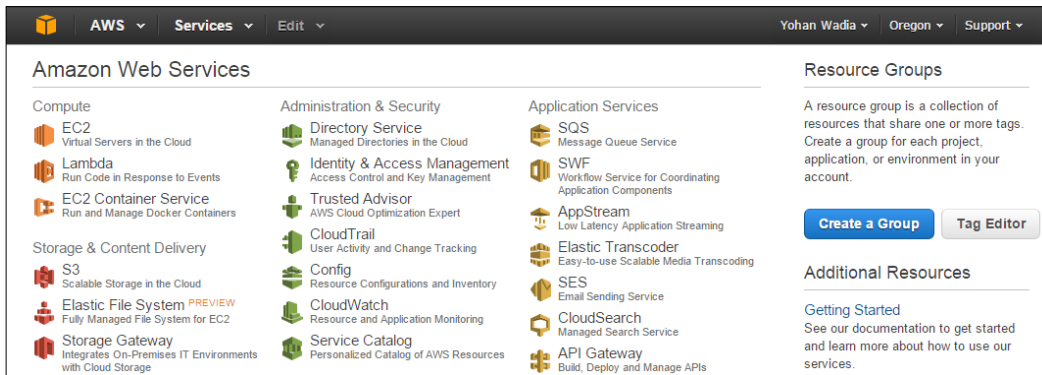 AWS Services Edit Yohan Wadia Oregon Support
Amazon Web Services
Compute
EC2
Virtual Servers in the Cloud
Lambda
Run Code in Response to Events
EC2 Container Service
Run and Manage Docker Containers
Storage & Content Delivery
S3
Scalable Storage in the Cloud
Elastic File System PREVIEW
Fully Managed File System for EC2
Storage Gateway
Integrates On-Premises IT Environments
with Cloud Storage
Administration & Security
Directory Service
Managed Directories in the Cloud
Identity & Access Management
Access Control and Key Management
Trusted Advisor
AWS Cloud Optimization Expert
CloudTrail
User Activity and Change Tracking
Config
Resource Configurations and Inventory
CloudWatch
Resource and Application Monitoring
Service Catalog
Personalized Catalog of AWS Resources
Application Services
SQS
Message Queue Service
SWF
Workflow Service for Coordinating
Application Components
AppStream
Low Latency Application Streaming
Elastic Transcoder
Easy-to-use Scalable Media Transcoding
SES
Email Sending Service
CloudSearch
Managed Search Service
API Gateway
Build, Deploy and Manage APIs
Resource Groups
A resource group is a collection of
resources that share one or more tags.
Create a group for each project,
application, or environment in your
account.
Create a Group Tag Editor
Additional Resources
Getting Started
See our documentation to get started
and learn more about how to use our
services.